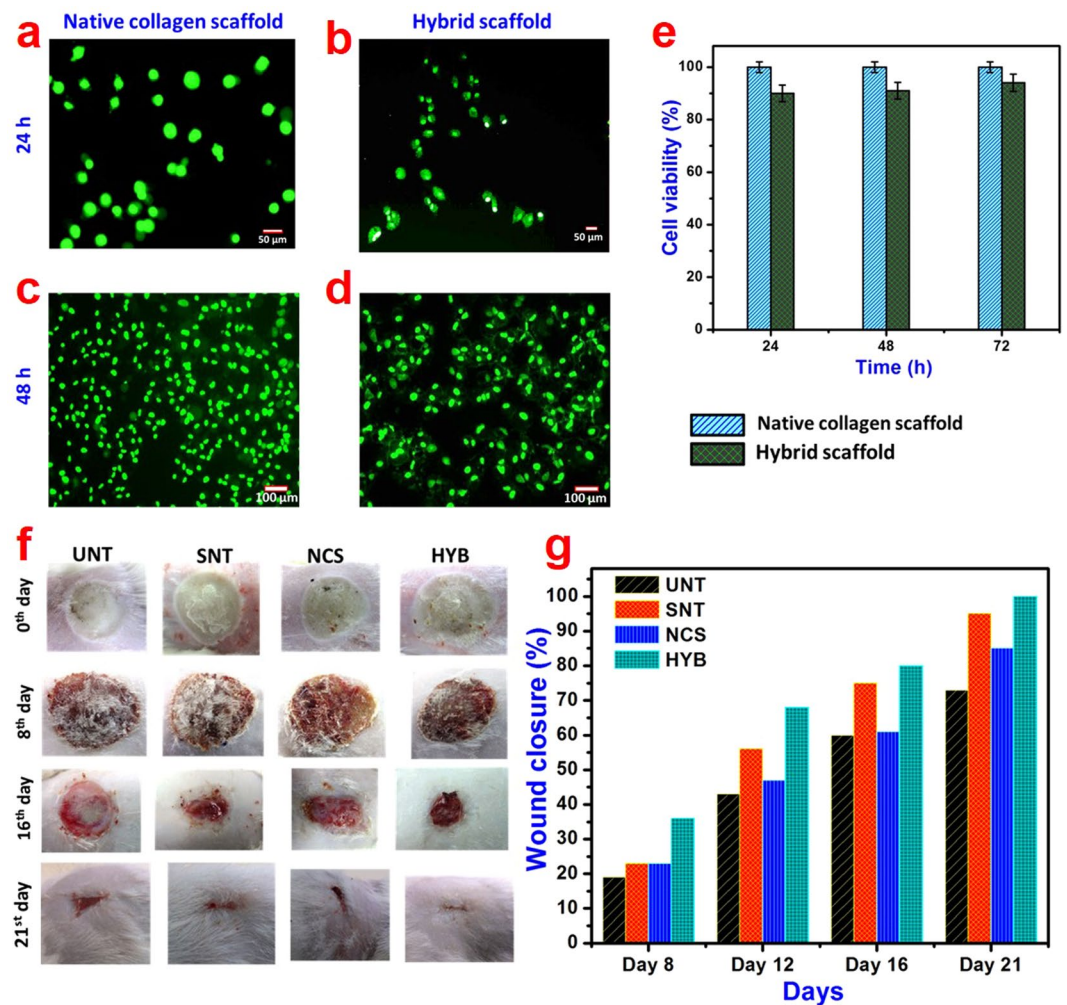 a
Native collagen scaffold
b
Hybrid scaffold
24 h
50 μm
50 μm
c
d
48 h
100 μm
100 μm
e
Cell viability (%)
100
80
60
40
20
0
24
48
72
Time (h)
Native collagen scaffold
Hybrid scaffold
f
UNT
SNT
NCS
HYB
0th day
8th day
16th day
21st day
g
UNT
SNT
NCS
HYB
Wound closure (%)
100
90
80
70
60
50
40
30
20
10
0
Day 8
Day 12
Day 16
Day 21
Days